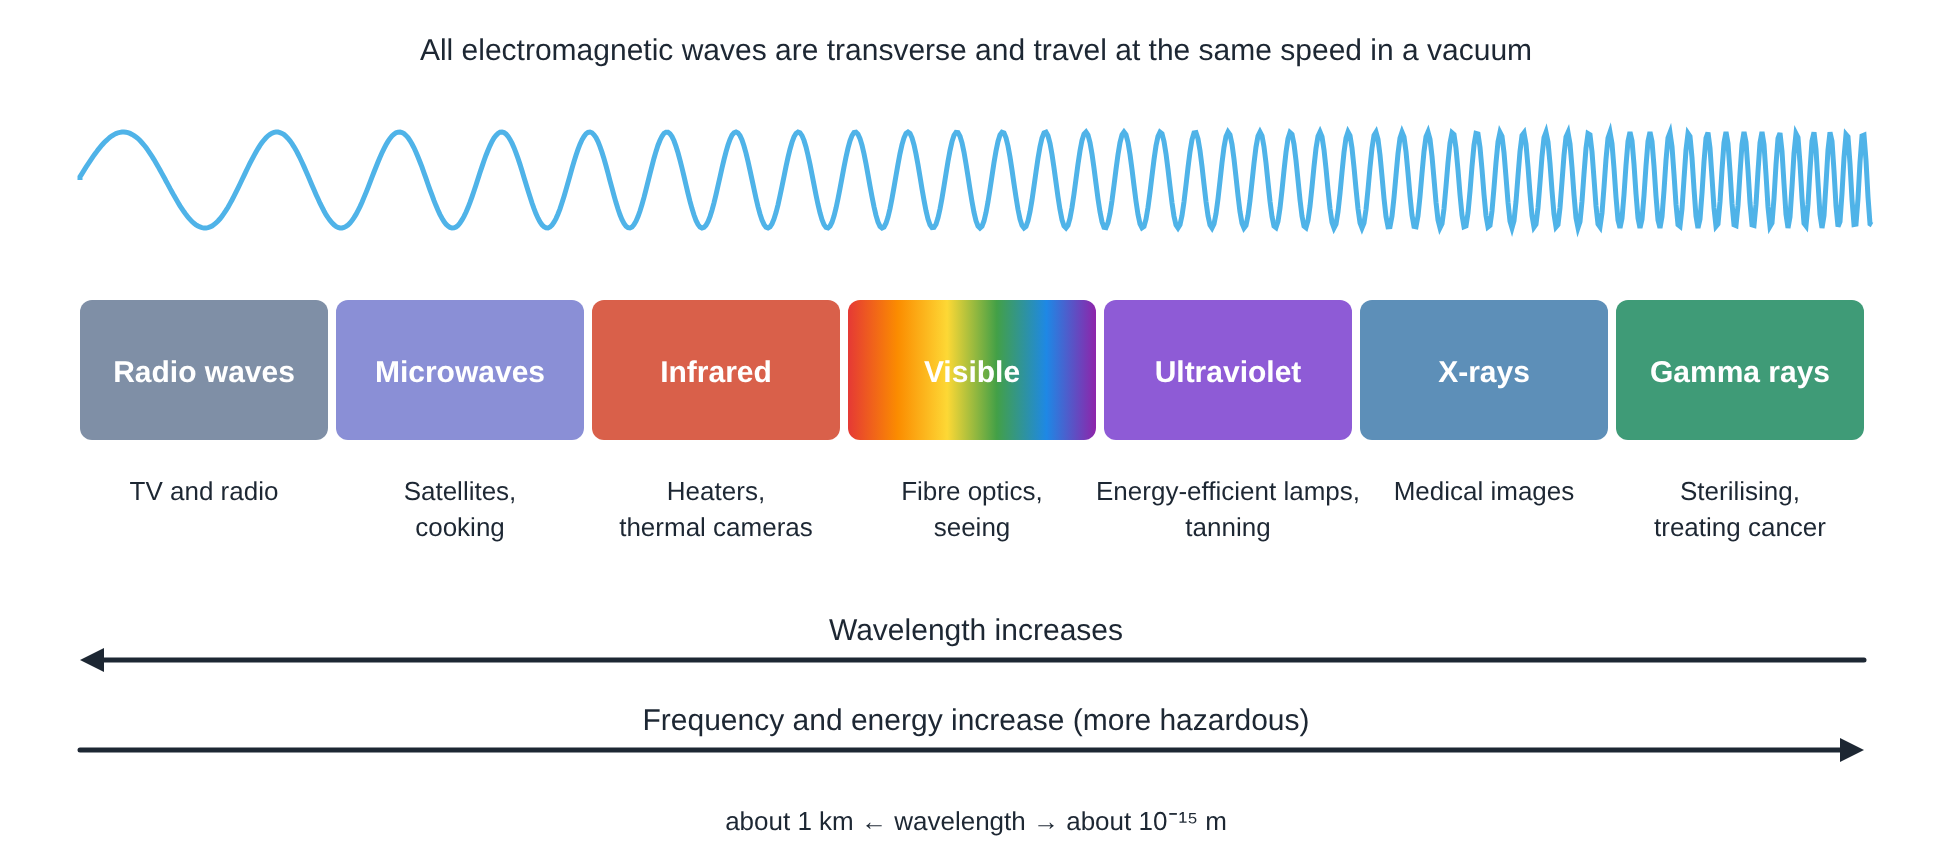 All electromagnetic waves are transverse and travel at the same speed in a vacuum
Radio waves
Microwaves
Infrared
Visible
Ultraviolet
X-rays
Gamma rays
TV and radio
Satellites,
cooking
Heaters,
thermal cameras
Fibre optics,
seeing
Energy-efficient lamps,
tanning
Medical images
Sterilising,
treating cancer
Wavelength increases
Frequency and energy increase (more hazardous)
about 1 km ← wavelength → about 10⁻¹⁵ m